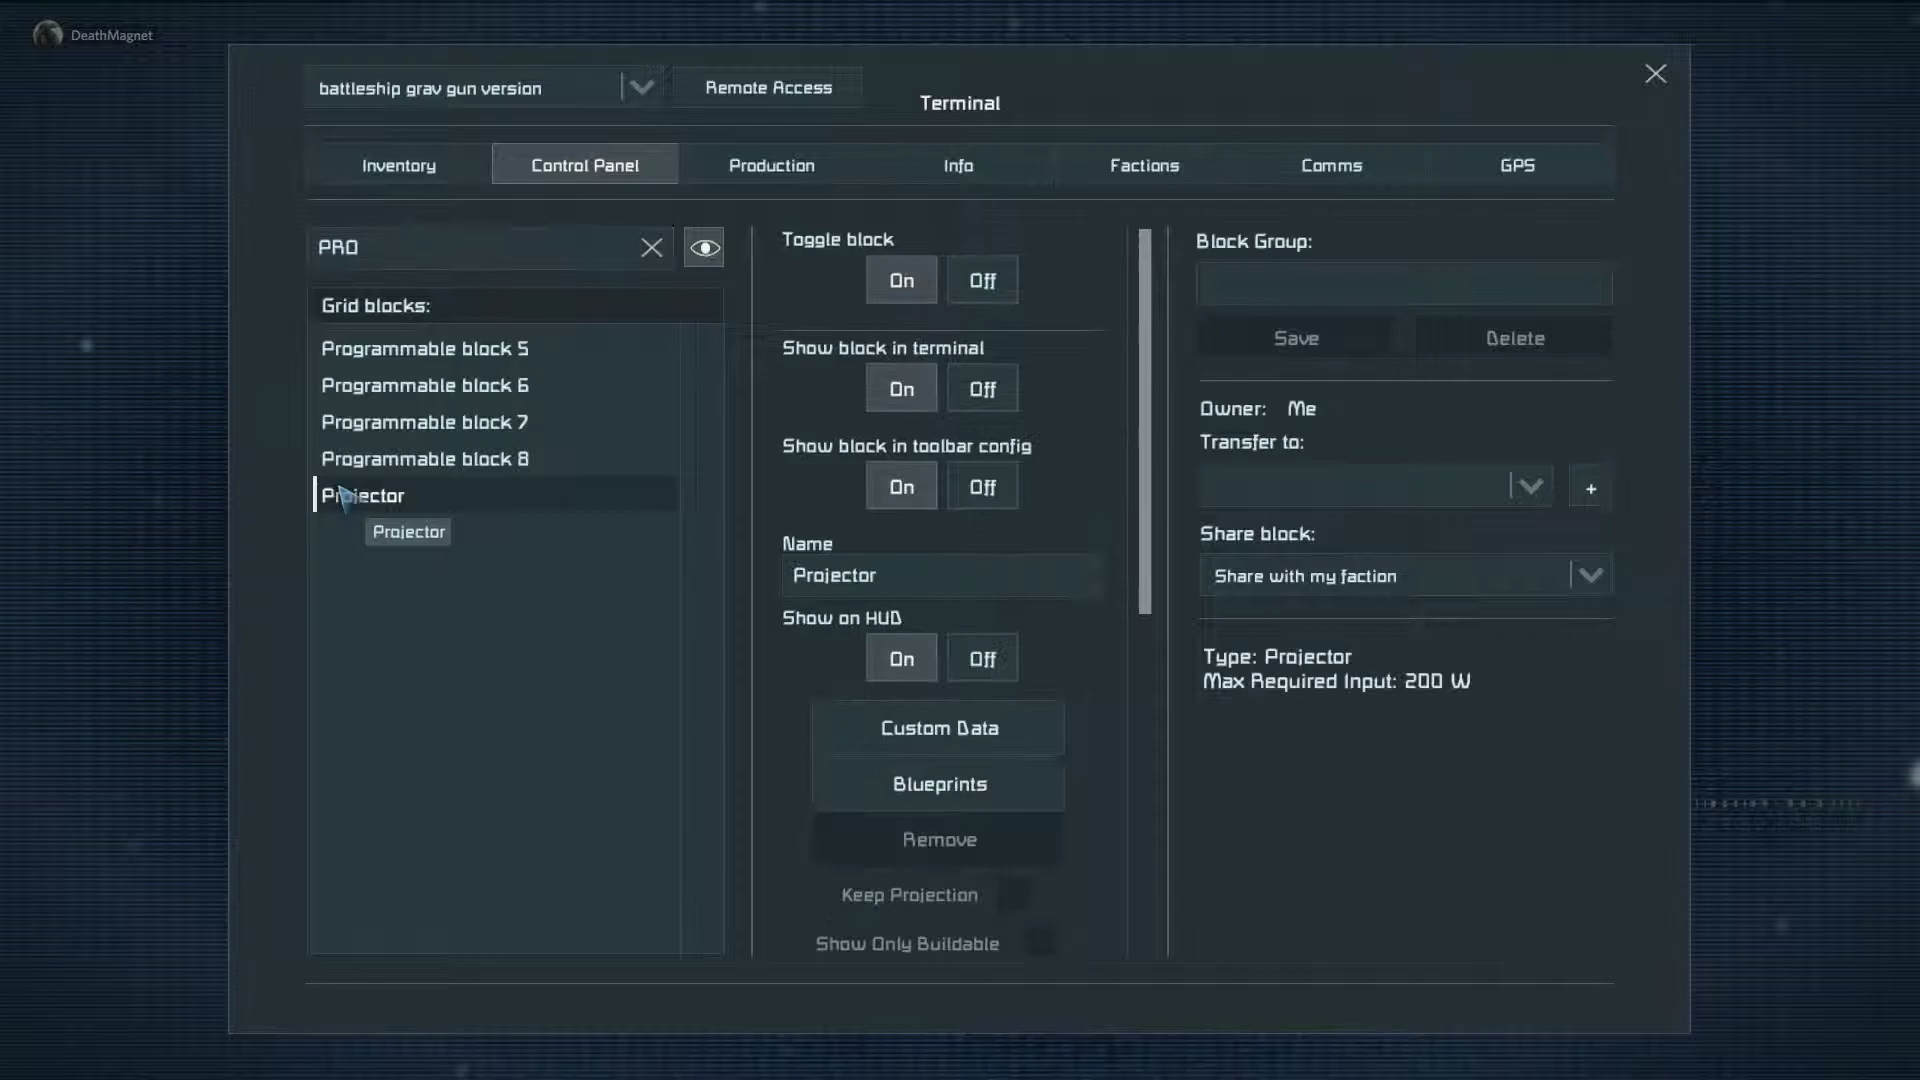 DeathMagnet
battleship grav gun version
Remote Access
Terminal
Inventory
Control Panel
Production
Info
Factions
Comms
GPS
PRO
Grid blocks:
Programmable block 5
Programmable block 6
Programmable block 7
Programmable block 8
Projector
Projector
Toggle block
On
Off
Show block in terminal
On
Off
Show block in toolbar config
On
Off
Name
Projector
Show on HUD
On
Off
Custom Data
Blueprints
Remove
Keep Projection
Show Only Buildable
Block Group:
Save
Delete
Owner: Me
Transfer to:
+
Share block:
Share with my faction
Type: Projector
Max Required Input: 200 W